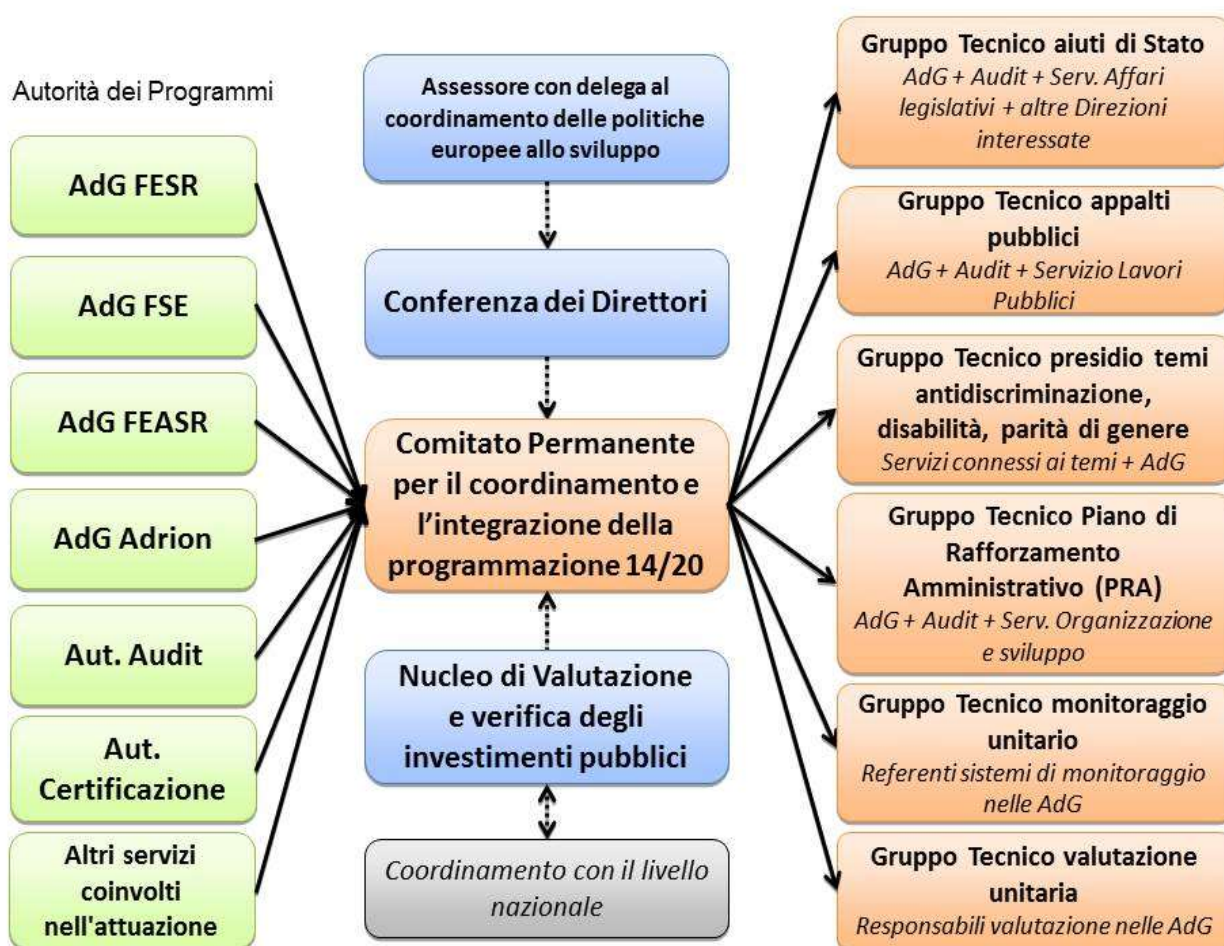 Autorità dei Programmi
AdG FESR
AdG FSE
AdG FEASR
AdG Adrion
Aut. Audit
Aut.
Certificazione
Altri servizi
coinvolti
nell'attuazione
Assessore con delega al
coordinamento delle politiche
europee allo sviluppo
Conferenza dei Direttori
Comitato Permanente
per il coordinamento e
l’integrazione della
programmazione 14/20
Nucleo di Valutazione
e verifica degli
investimenti pubblici
Coordinamento con il livello
nazionale
Gruppo Tecnico aiuti di Stato
AdG + Audit + Serv. Affari
legislativi + altre Direzioni
interessate
Gruppo Tecnico appalti
pubblici
AdG + Audit + Servizio Lavori
Pubblici
Gruppo Tecnico presidio temi
antidiscriminazione,
disabilità, parità di genere
Servizi connessi ai temi + AdG
Gruppo Tecnico Piano di
Rafforzamento
Amministrativo (PRA)
AdG + Audit + Serv. Organizzazione
e sviluppo
Gruppo Tecnico monitoraggio
unitario
Referenti sistemi di monitoraggio
nelle AdG
Gruppo Tecnico valutazione
unitaria
Responsabili valutazione nelle AdG